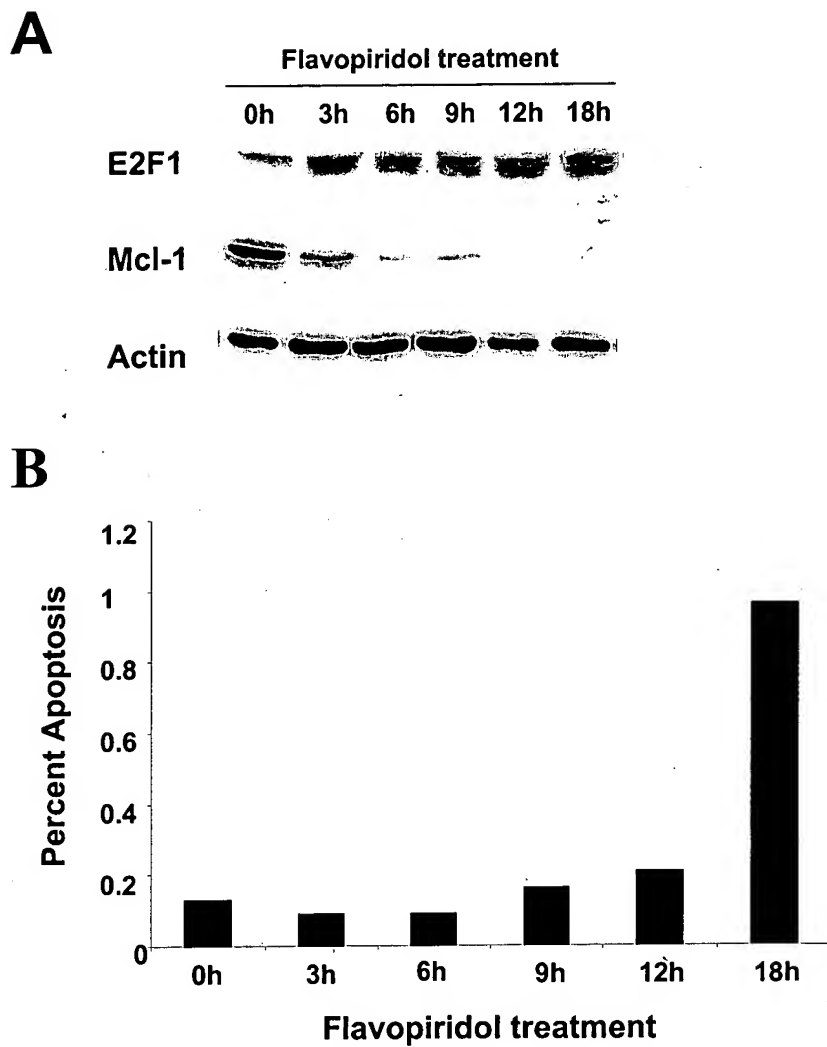 A
Flavopiridol treatment
0h 3h 6h 9h 12h 18h
E2F1
Mcl-1
Actin
B
1.2
1
0.8
0.6
0.4
0.2
0
Percent Apoptosis
0h 3h 6h 9h 12h 18h
Flavopiridol treatment